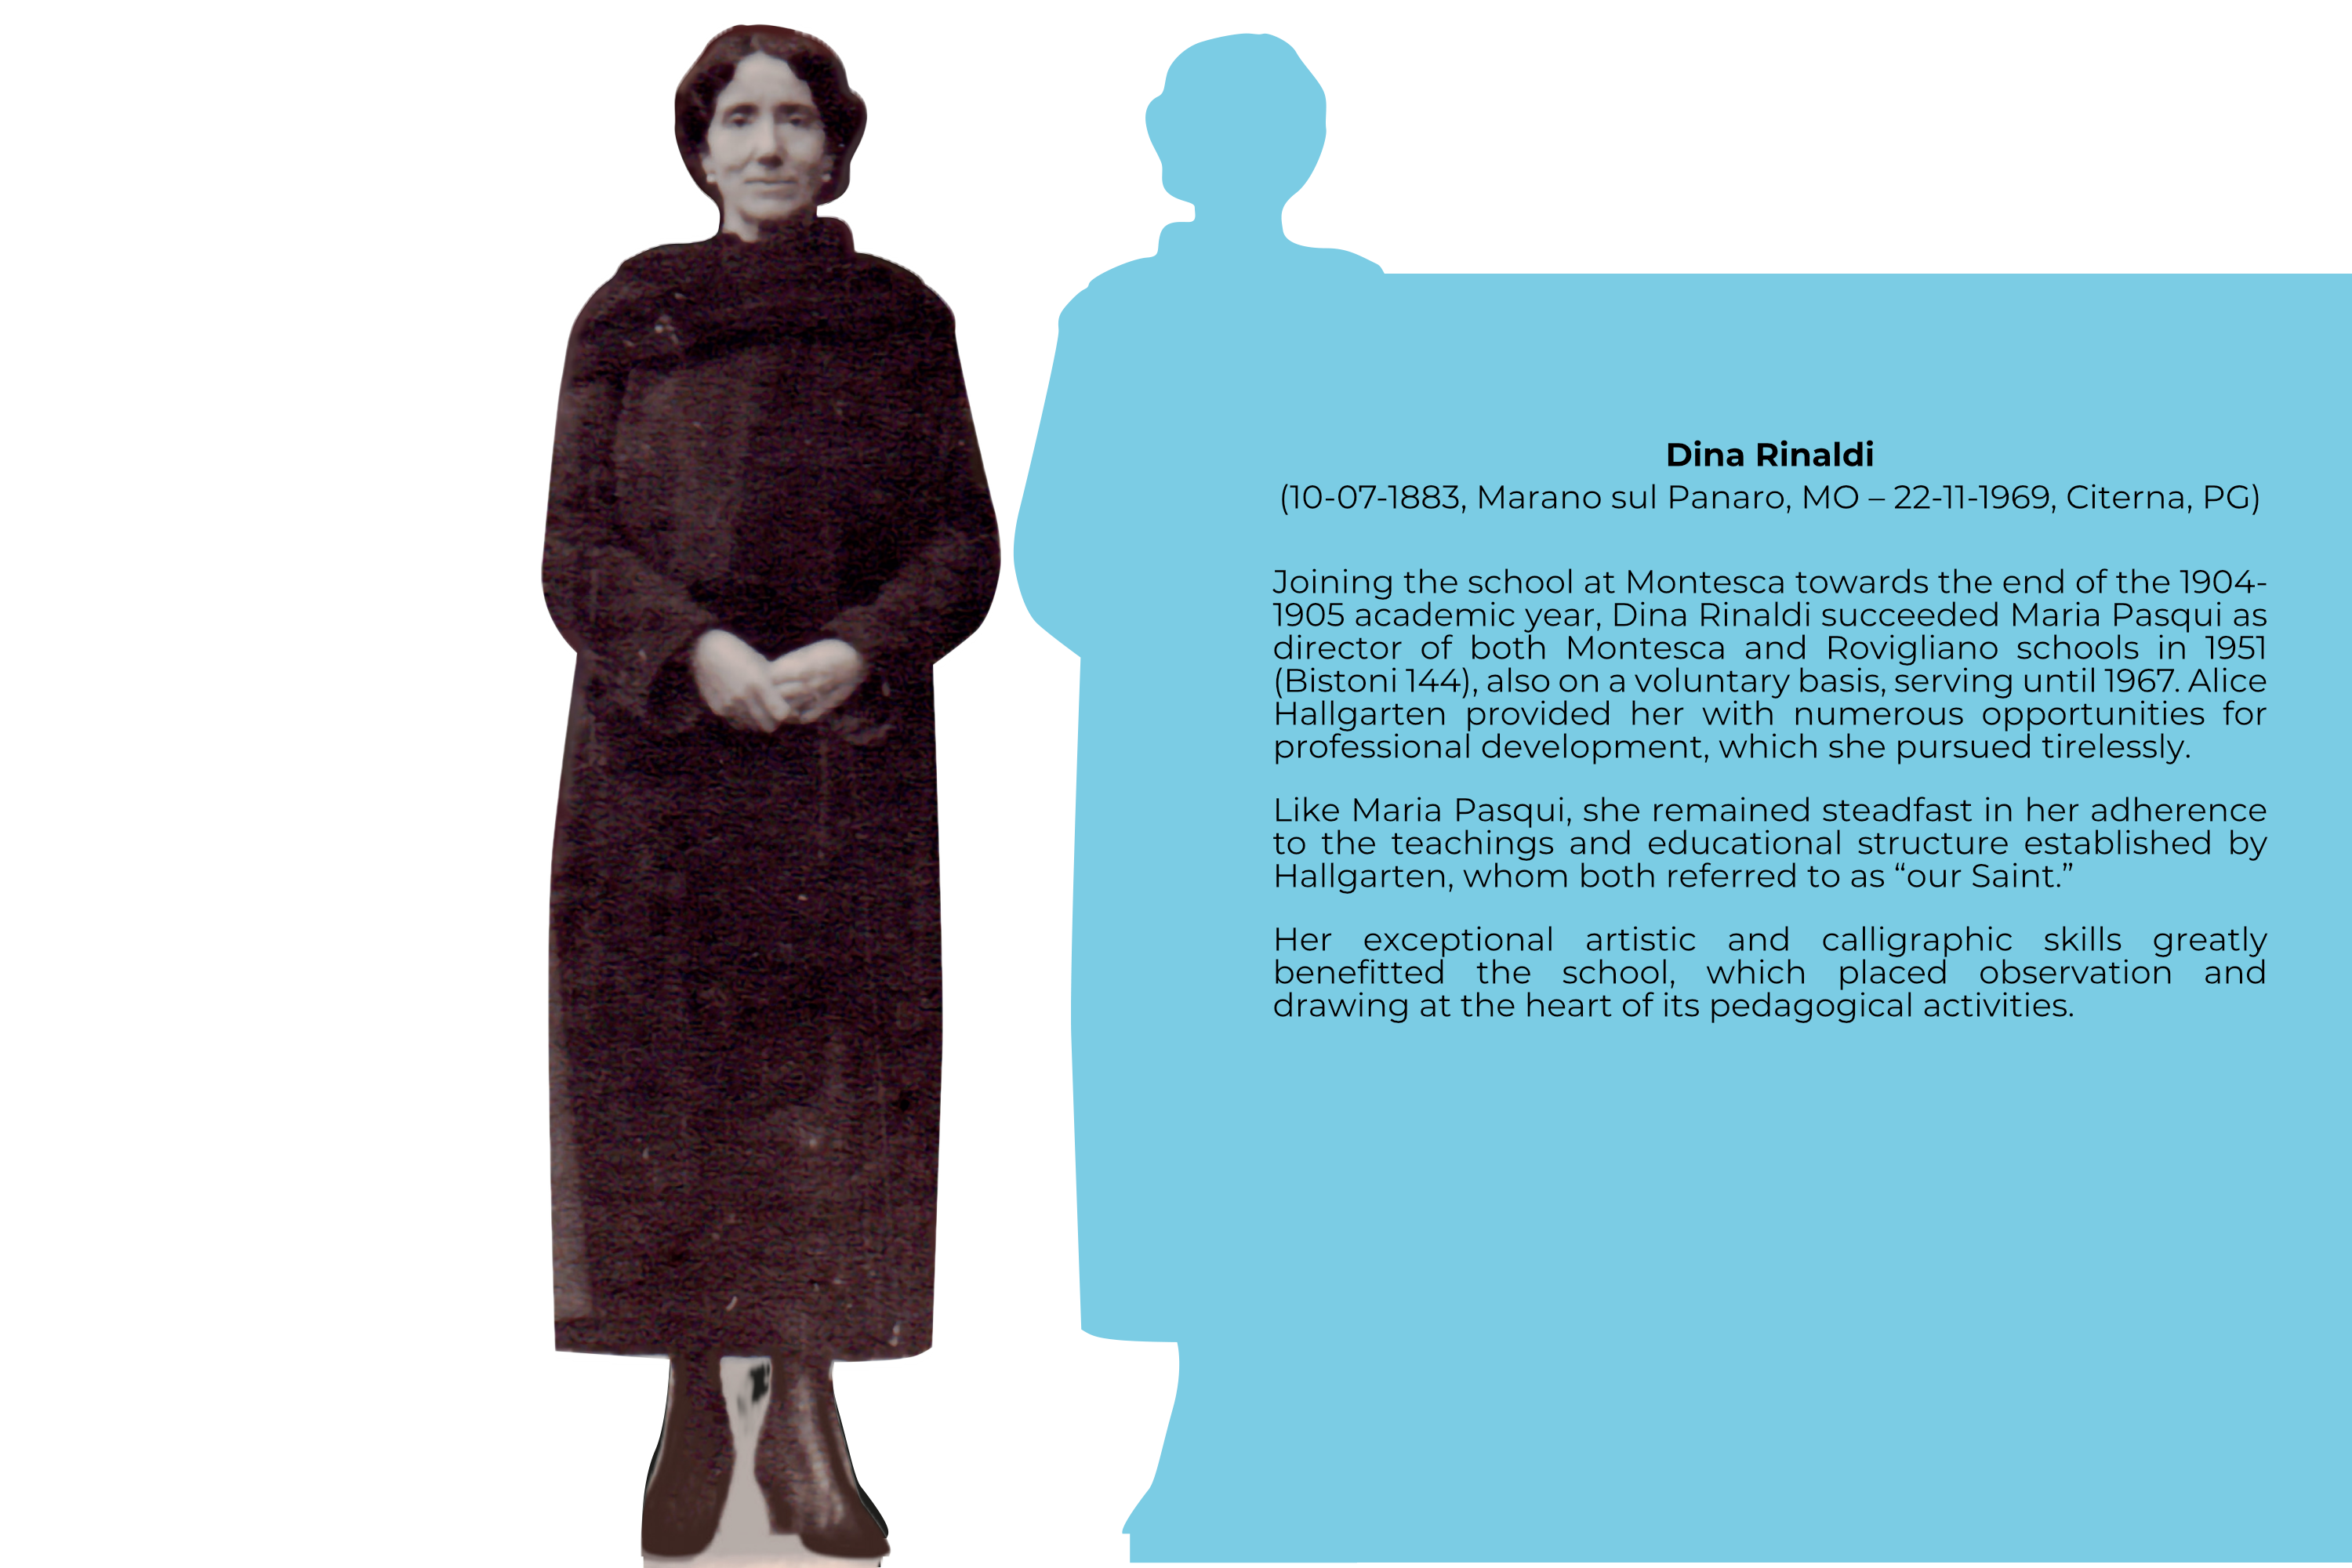 Dina Rinaldi
(10-07-1883, Marano sul Panaro, MO – 22-11-1969, Citerna, PG)
Joining the school at Montesca towards the end of the 1904-
1905 academic year, Dina Rinaldi succeeded Maria Pasqui as
director of both Montesca and Rovigliano schools in 1951
(Bistoni 144), also on a voluntary basis, serving until 1967. Alice
Hallgarten provided her with numerous opportunities for
professional development, which she pursued tirelessly.
Like Maria Pasqui, she remained steadfast in her adherence
to the teachings and educational structure established by
Hallgarten, whom both referred to as “our Saint.”
Her exceptional artistic and calligraphic skills greatly
benefitted the school, which placed observation and
drawing at the heart of its pedagogical activities.